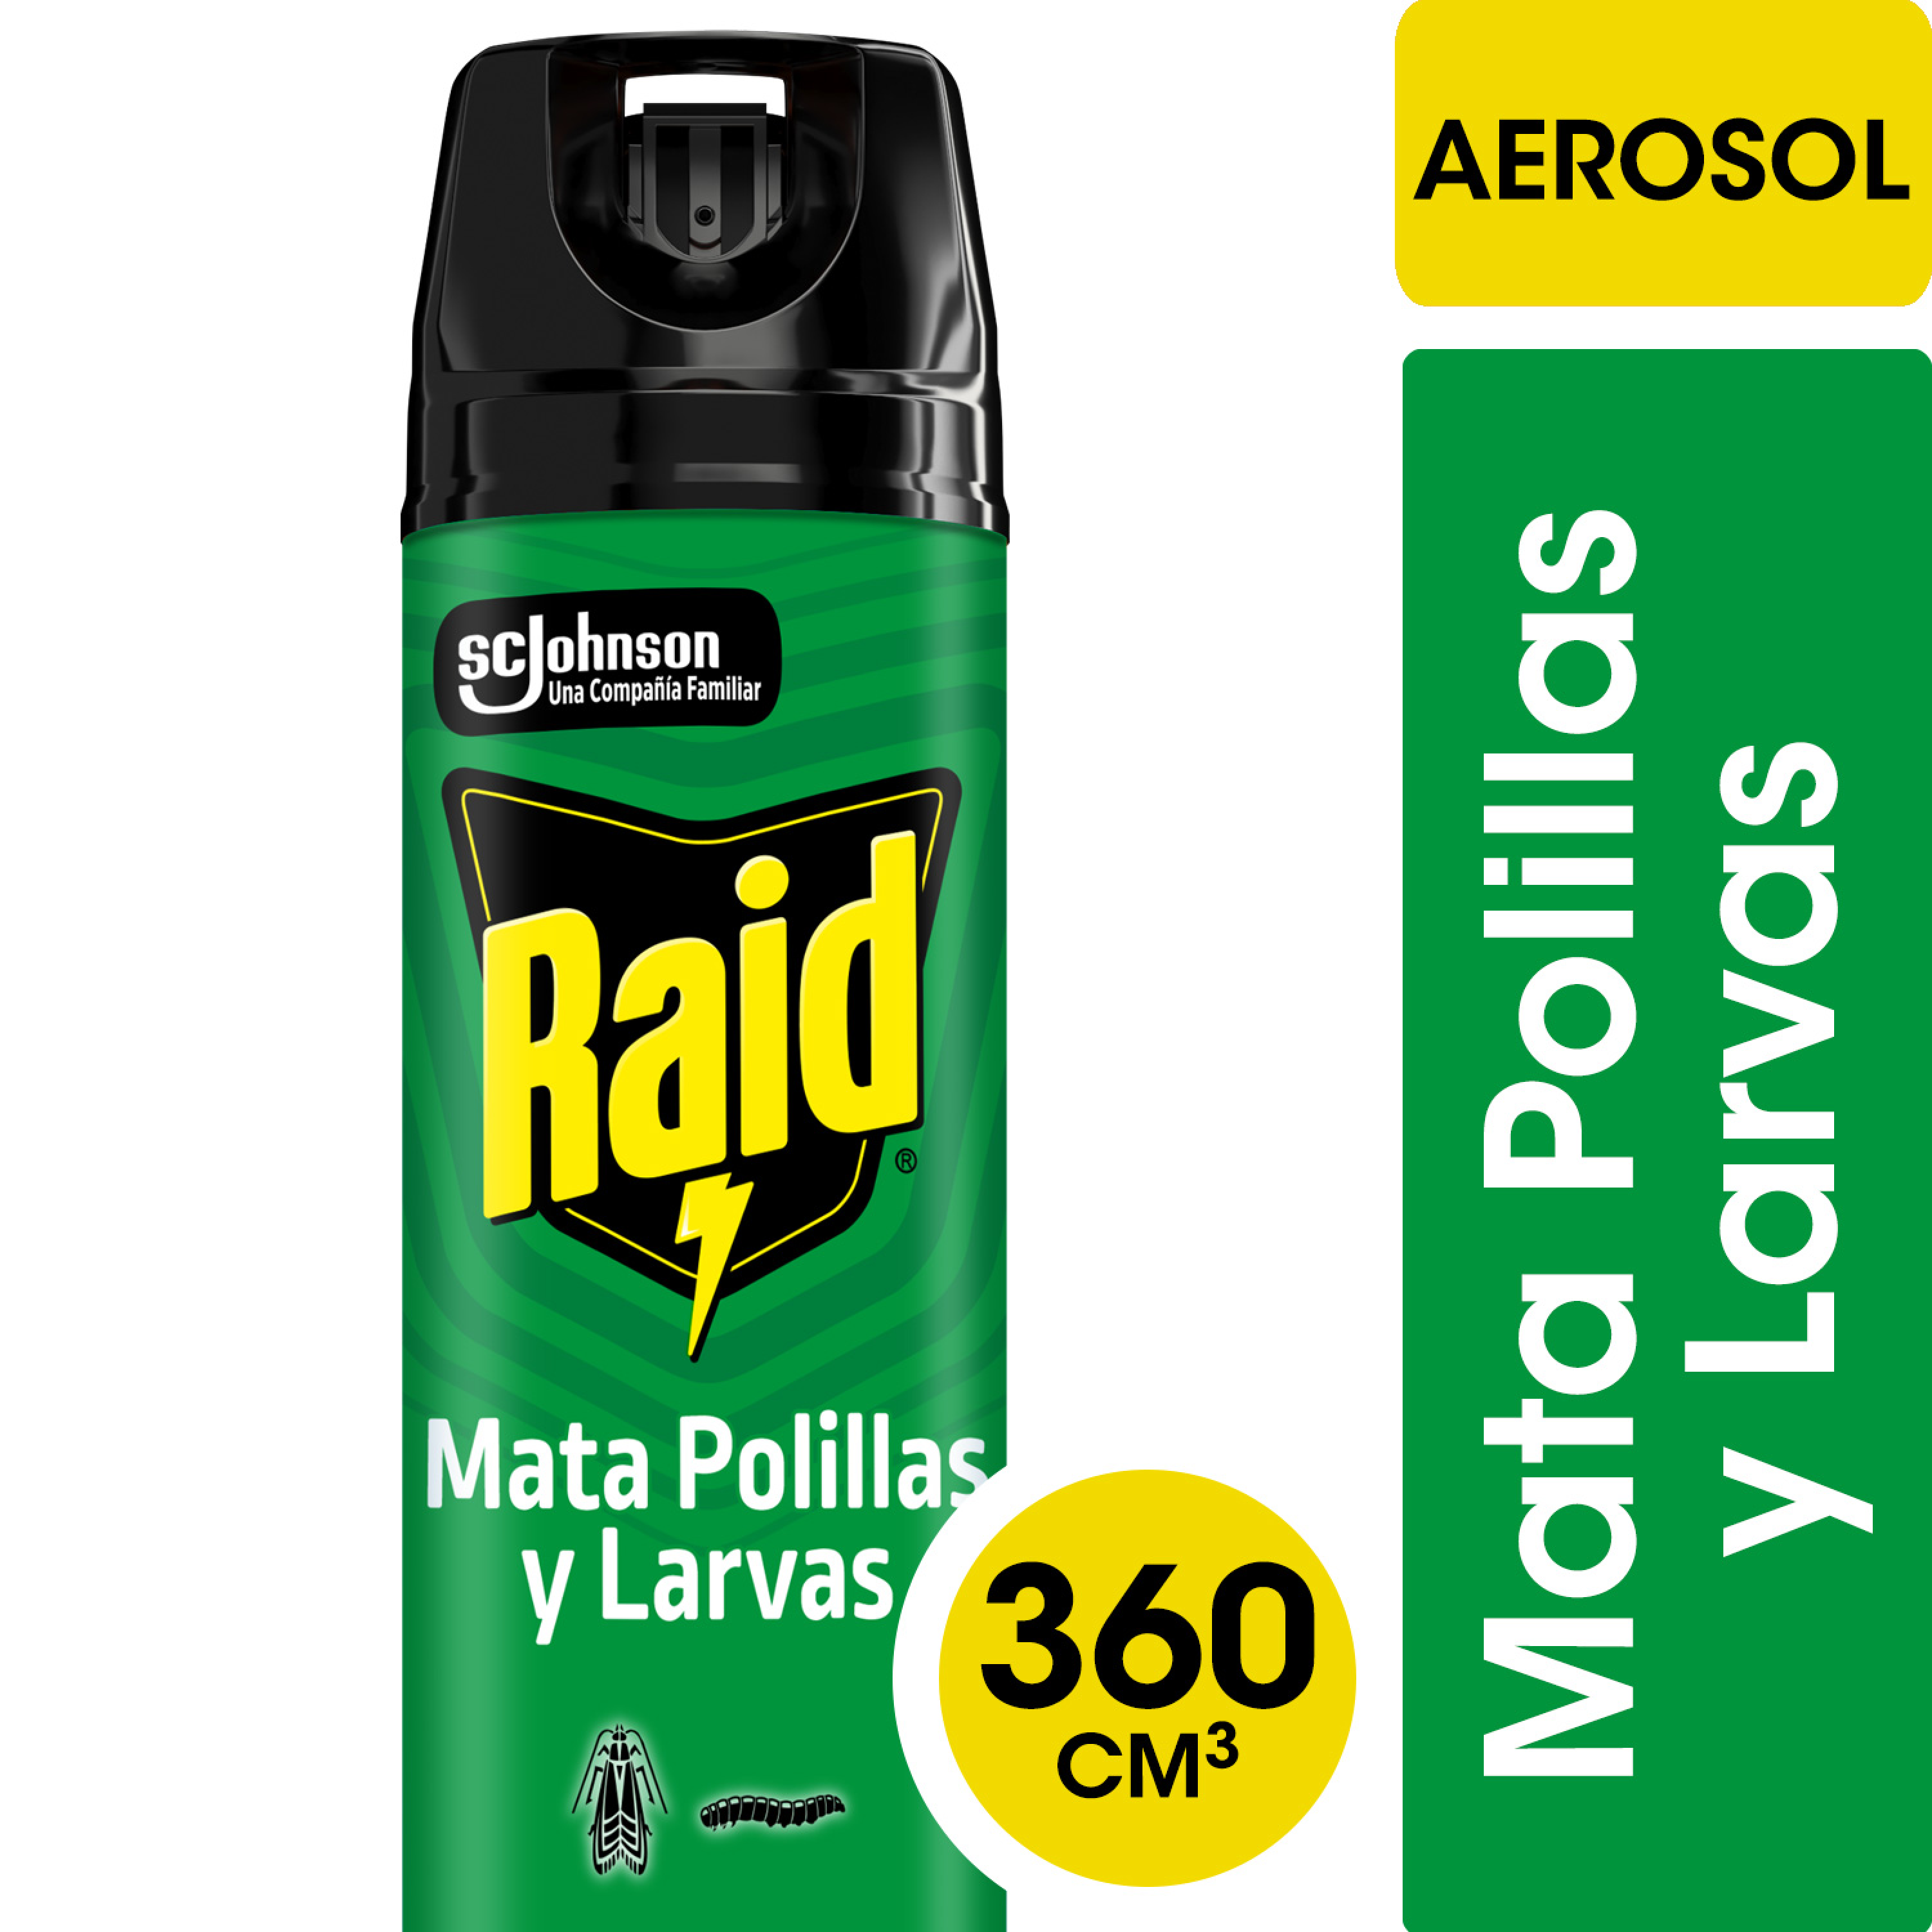 AEROSOL
scJohnson
Una Compañía Familiar
Raid®
Mata Polillas
y Larvas
360
CM³
Mata Polillas
y Larvas